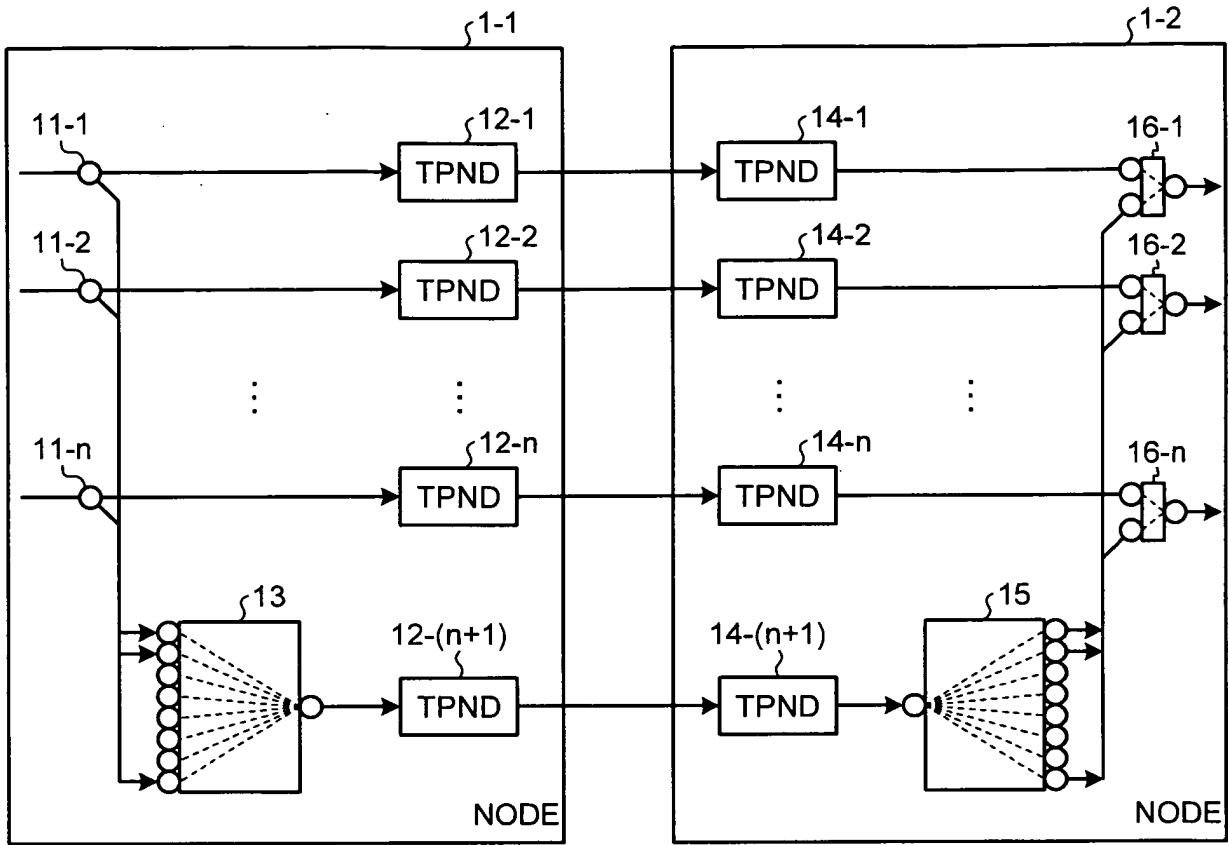 1-1
1-2
11-1
12-1
14-1
16-1
TPND
TPND
11-2
12-2
14-2
16-2
TPND
TPND
11-n
12-n
14-n
16-n
TPND
TPND
13
12-(n+1)
14-(n+1)
15
TPND
TPND
NODE
NODE